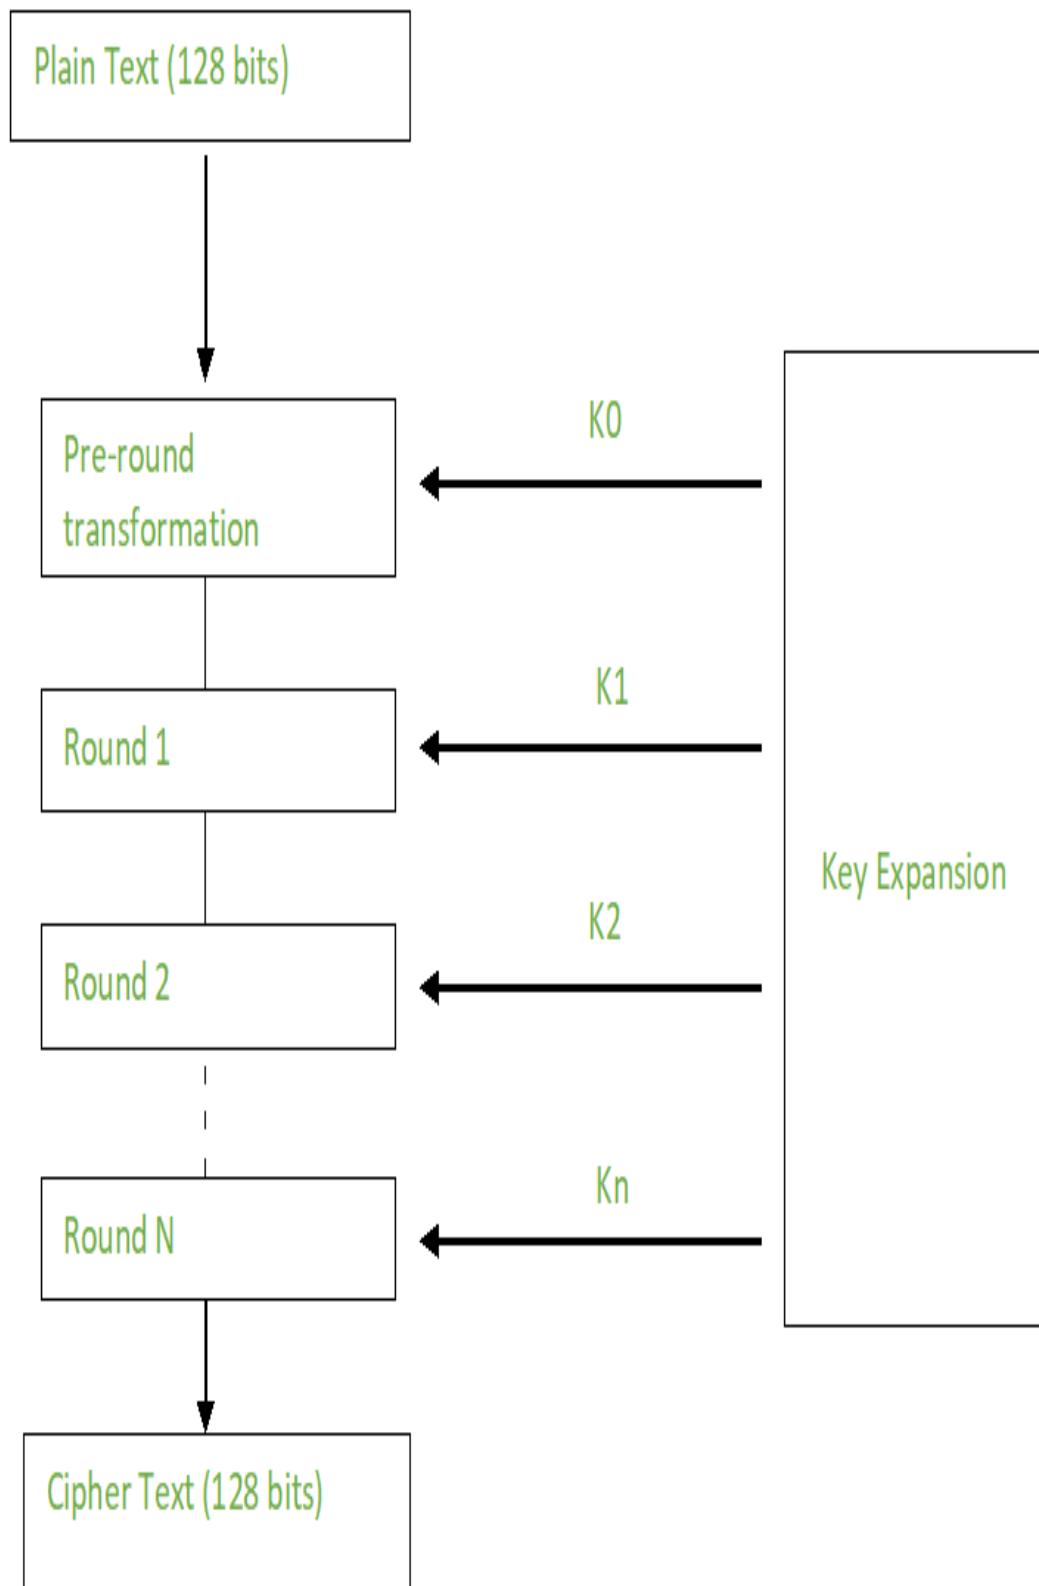 Plain Text (128 bits)
Pre-round
transformation
K0
Round 1
K1
Key Expansion
Round 2
K2
Round N
Kn
Cipher Text (128 bits)